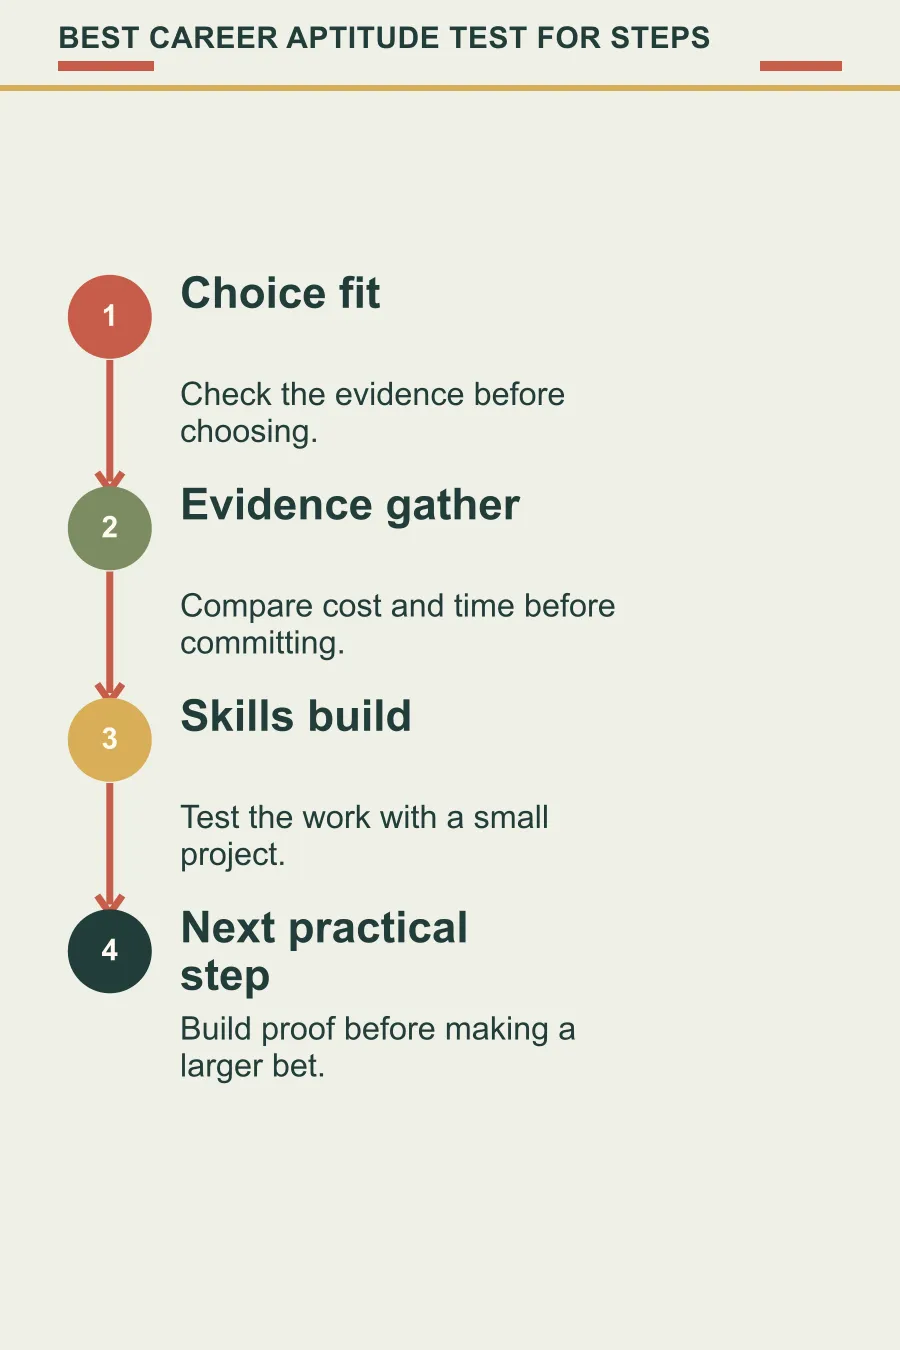 BEST CAREER APTITUDE TEST FOR STEPS
1
Choice fit
Check the evidence before
choosing.
2
Evidence gather
Compare cost and time before
committing.
3
Skills build
Test the work with a small
project.
4
Next practical
step
Build proof before making a
larger bet.